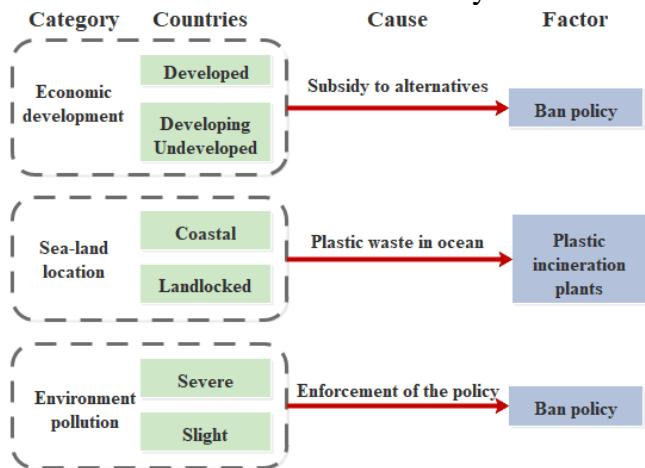 Category Countries Cause Factor
Economic
development
Developed
Developing
Undeveloped
Subsidy to alternatives
Ban policy
Sea-land
location
Coastal
Landlocked
Plastic waste in ocean
Plastic
incineration
plants
Environment
pollution
Severe
Slight
Enforcement of the policy
Ban policy